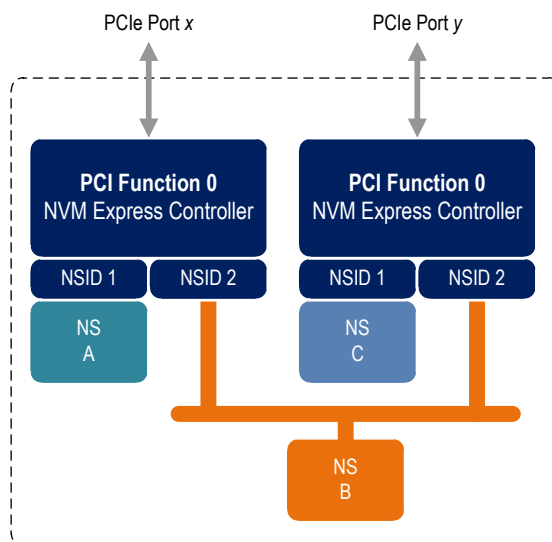 PCIe Port x
PCIe Port y
PCI Function 0
NVM Express Controller
PCI Function 0
NVM Express Controller
NSID 1
NSID 2
NSID 1
NSID 2
NS
A
NS
C
NS
B